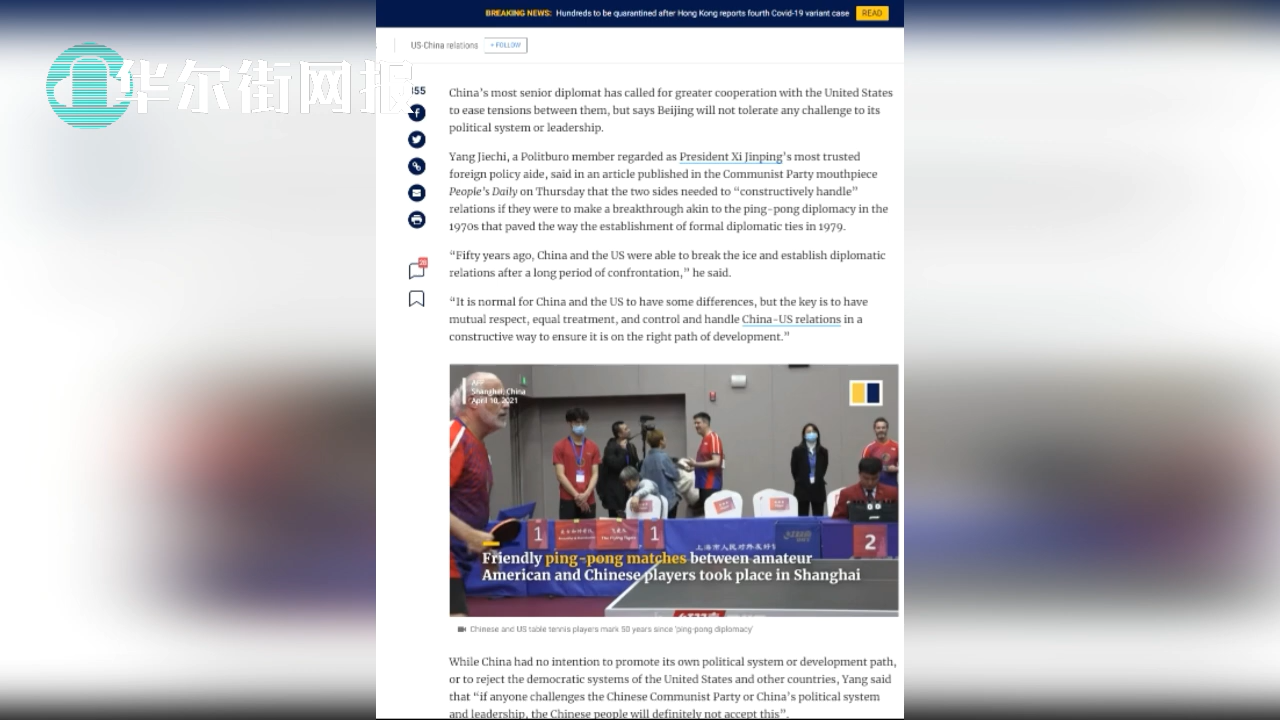 BREAKING NEWS: Hundreds to be quarantined after Hong Kong reports fourth Covid-19 variant case READ
US-China relations + FOLLOW
华尔街网报
155
China's most senior diplomat has called for greater cooperation with the United States
to ease tensions between them, but says Beijing will not tolerate any challenge to its
political system or leadership.
Yang Jiechi, a Politburo member regarded as President Xi Jinping's most trusted
foreign policy aide, said in an article published in the Communist Party mouthpiece
People's Daily on Thursday that the two sides needed to “constructively handle”
relations if they were to make a breakthrough akin to the ping-pong diplomacy in the
1970s that paved the way the establishment of formal diplomatic ties in 1979.
“Fifty years ago, China and the US were able to break the ice and establish diplomatic
relations after a long period of confrontation,” he said.
“It is normal for China and the US to have some differences, but the key is to have
mutual respect, equal treatment, and control and handle China-US relations in a
constructive way to ensure it is on the right path of development.”
AFP
Shanghai, China
April 10, 2021
1
1
2
上海市人民对外友好
Friendly ping-pong matches between amateur
American and Chinese players took place in Shanghai
Chinese and US table tennis players mark 50 years since 'ping-pong diplomacy'
While China had no intention to promote its own political system or development path,
or to reject the democratic systems of the United States and other countries, Yang said
that “if anyone challenges the Chinese Communist Party or China's political system
and leadership, the Chinese people will definitely not accept this”.